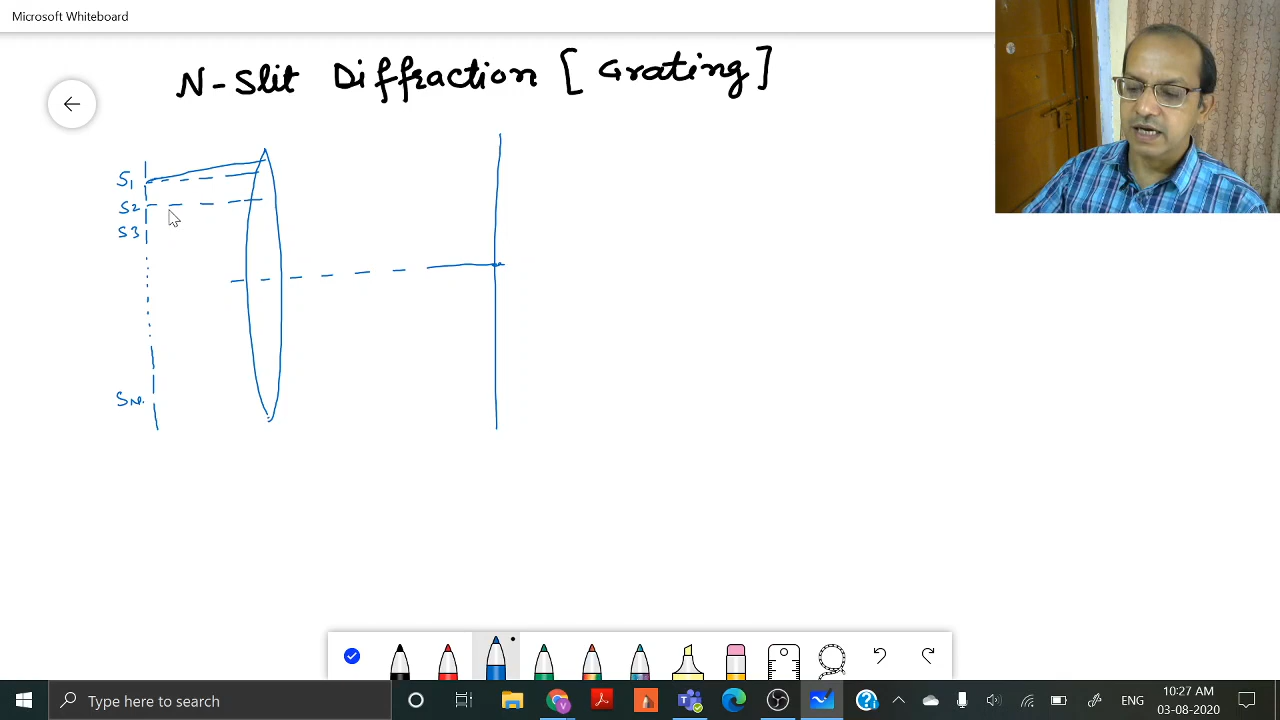 Microsoft Whiteboard
N-Slit Diffraction [Grating]
S1
S2
S3
SN.
Type here to search
ENG
10:27 AM
03-08-2020